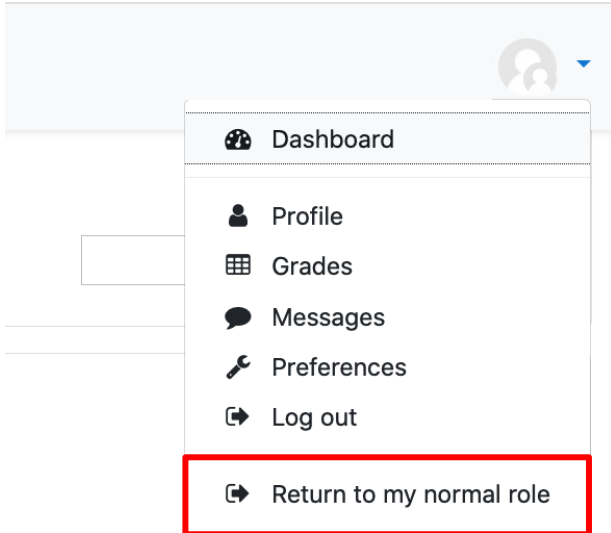 Dashboard
Profile
Grades
Messages
Preferences
Log out
Return to my normal role